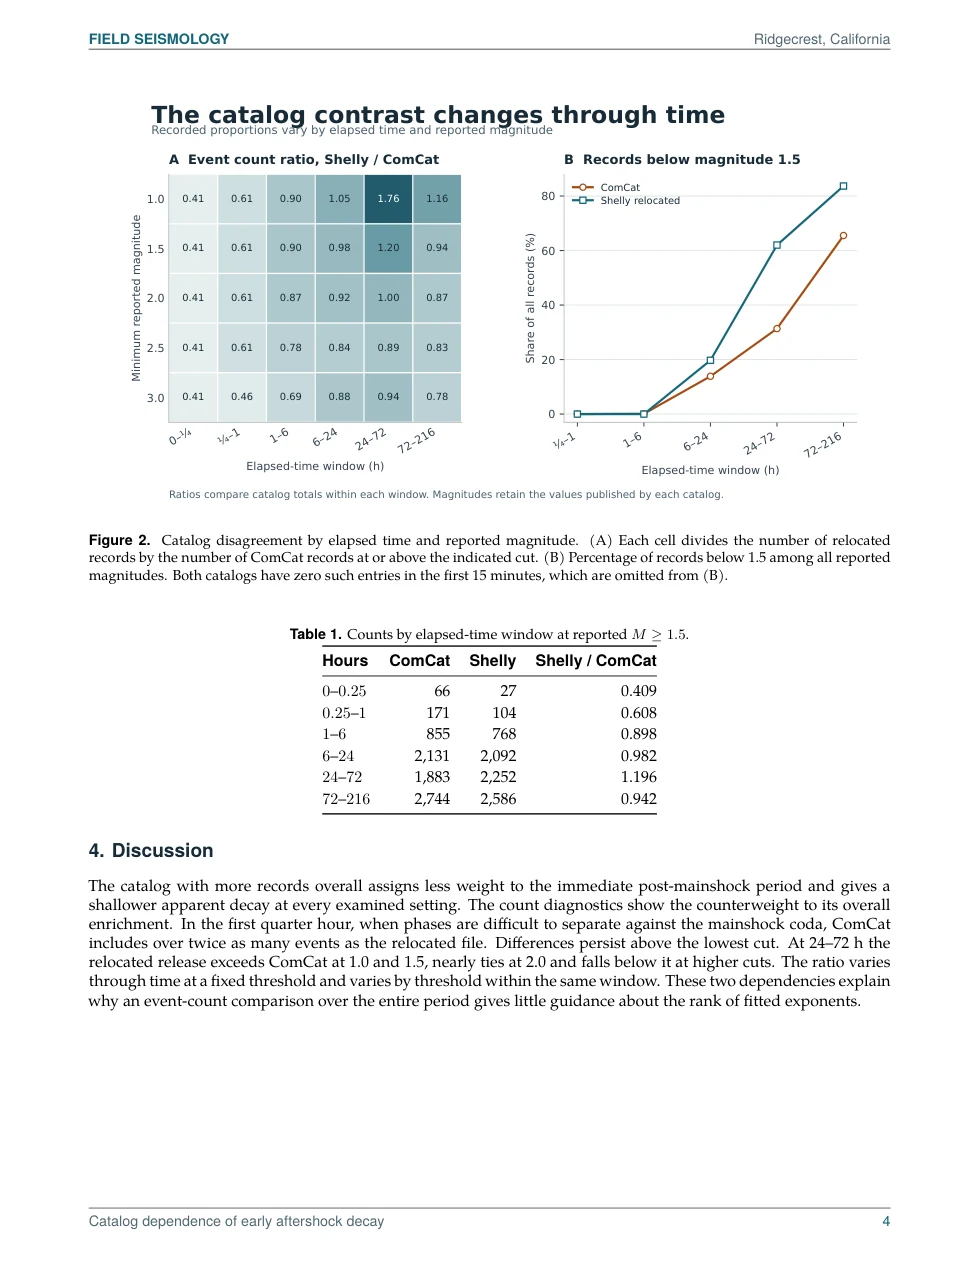 FIELD SEISMOLOGY
Ridgecrest, California
The catalog contrast changes through time
Recorded proportions vary by elapsed time and reported magnitude
A Event count ratio, Shelly / ComCat
Minimum reported magnitude
1.0 0.41 0.61 0.90 1.05 1.76 1.16
1.5 0.41 0.61 0.90 0.98 1.20 0.94
2.0 0.41 0.61 0.87 0.92 1.00 0.87
2.5 0.41 0.61 0.78 0.84 0.89 0.83
3.0 0.41 0.46 0.69 0.88 0.94 0.78
0–¼ ¼–1 1–6 6–24 24–72 72–216
Elapsed-time window (h)
B Records below magnitude 1.5
ComCat
Shelly relocated
Share of all records (%)
80
60
40
20
0
¼–1 1–6 6–24 24–72 72–216
Elapsed-time window (h)
Ratios compare catalog totals within each window. Magnitudes retain the values published by each catalog.
Figure 2. Catalog disagreement by elapsed time and reported magnitude. (A) Each cell divides the number of relocated
records by the number of ComCat records at or above the indicated cut. (B) Percentage of records below 1.5 among all reported
magnitudes. Both catalogs have zero such entries in the first 15 minutes, which are omitted from (B).
Table 1. Counts by elapsed-time window at reported M ≥ 1.5.
Hours ComCat Shelly Shelly / ComCat
0–0.25 66 27 0.409
0.25–1 171 104 0.608
1–6 855 768 0.898
6–24 2,131 2,092 0.982
24–72 1,883 2,252 1.196
72–216 2,744 2,586 0.942
4. Discussion
The catalog with more records overall assigns less weight to the immediate post-mainshock period and gives a
shallower apparent decay at every examined setting. The count diagnostics show the counterweight to its overall
enrichment. In the first quarter hour, when phases are difficult to separate against the mainshock coda, ComCat
includes over twice as many events as the relocated file. Differences persist above the lowest cut. At 24–72 h the
relocated release exceeds ComCat at 1.0 and 1.5, nearly ties at 2.0 and falls below it at higher cuts. The ratio varies
through time at a fixed threshold and varies by threshold within the same window. These two dependencies explain
why an event-count comparison over the entire period gives little guidance about the rank of fitted exponents.
Catalog dependence of early aftershock decay
4